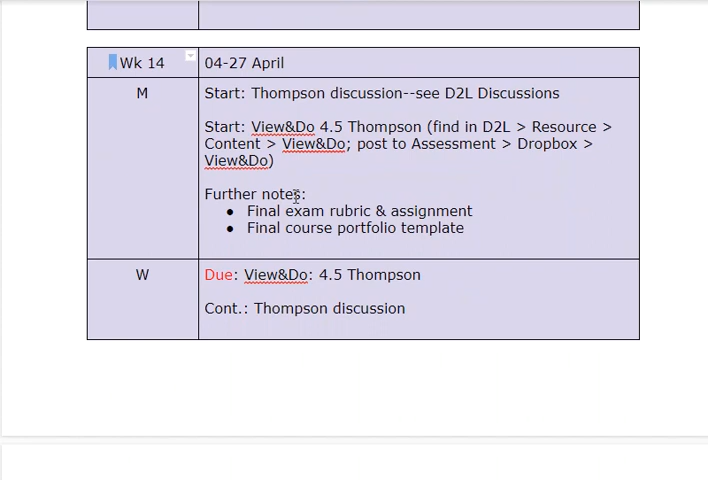 Wk 14
04-27 April
M
Start: Thompson discussion--see D2L Discussions
Start: View&Do 4.5 Thompson (find in D2L > Resource >
Content > View&Do; post to Assessment > Dropbox >
View&Do)
Further notes:
● Final exam rubric & assignment
● Final course portfolio template
W
Due: View&Do: 4.5 Thompson
Cont.: Thompson discussion